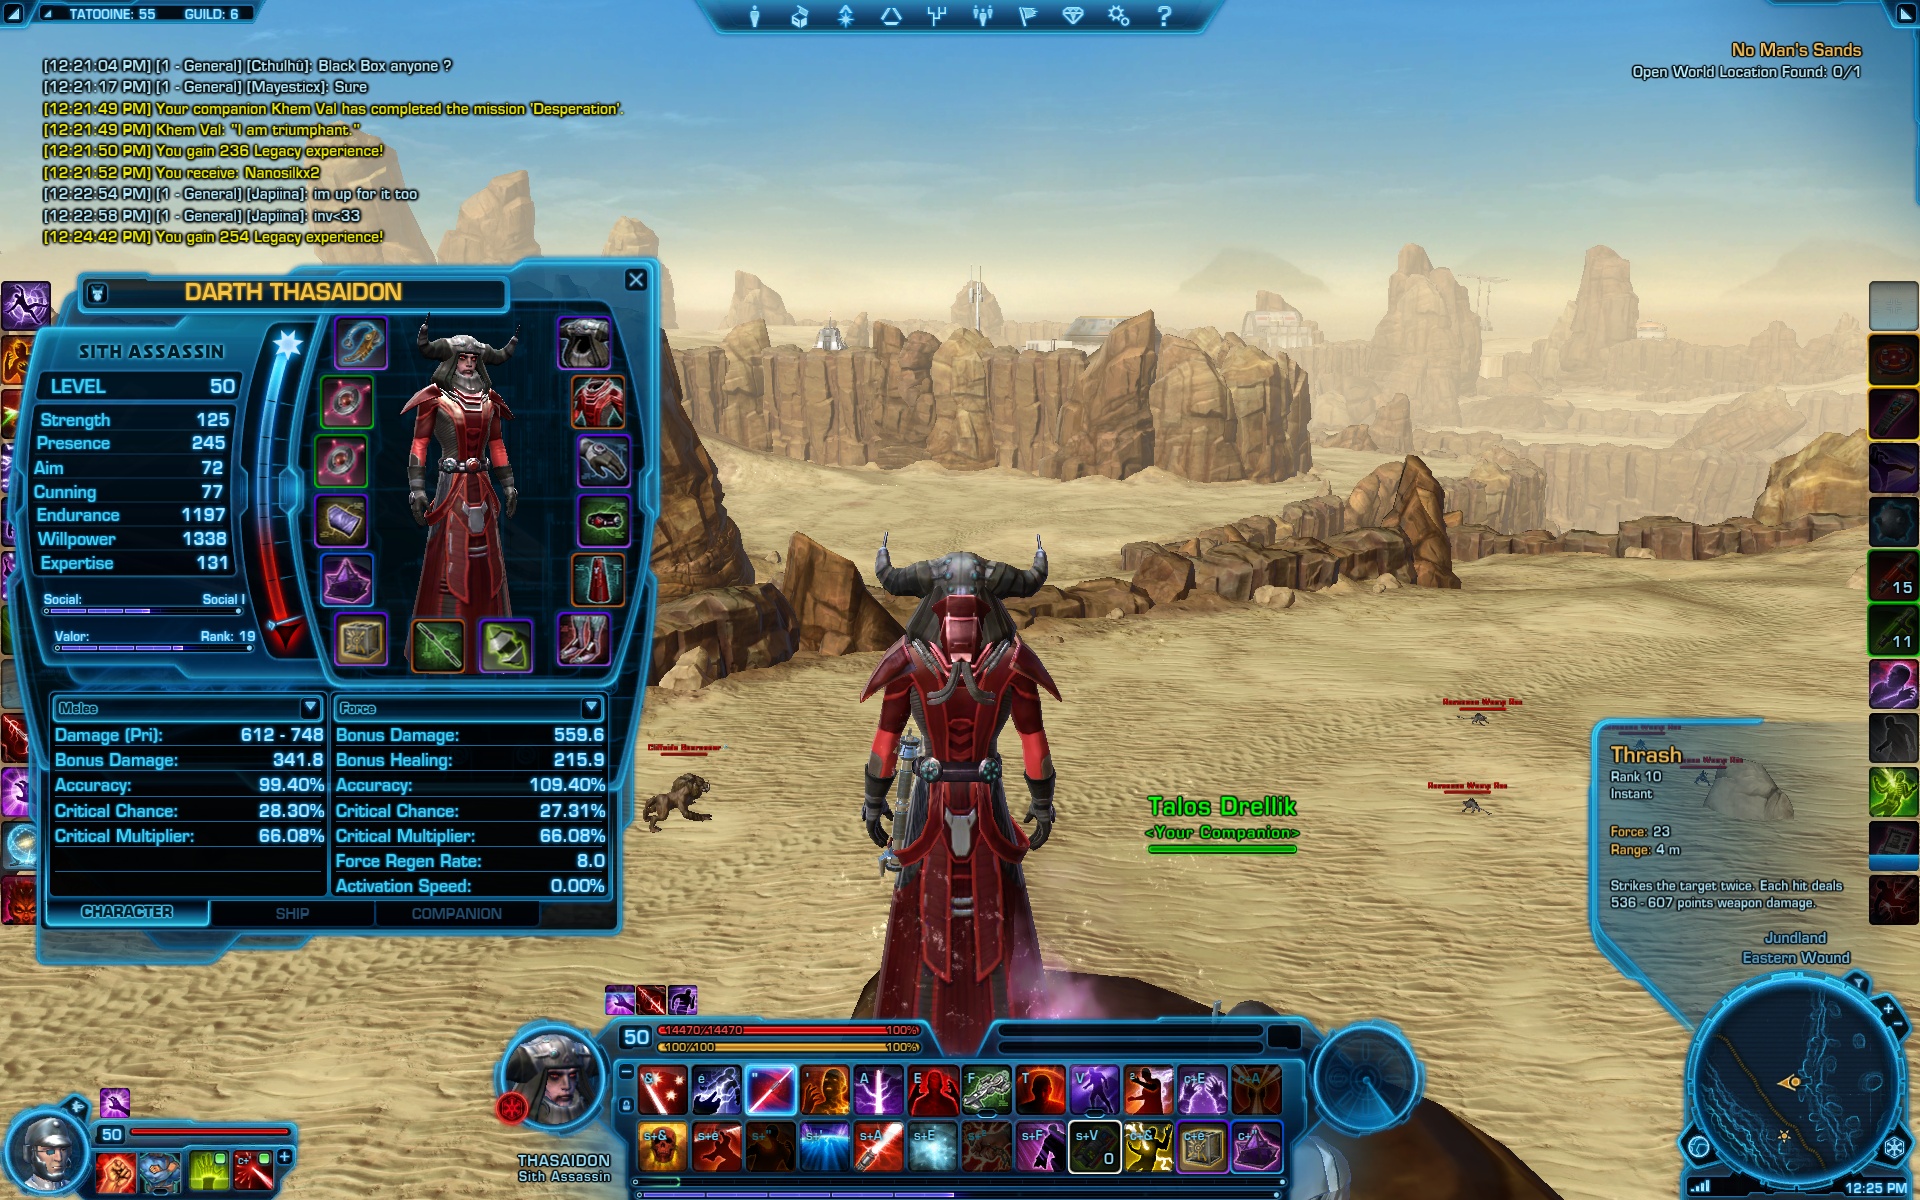 TATOOINE: 55 GUILD: 6
[12:21:04 PM] [1 - General] [Cthulhû]: Black Box anyone ?
[12:21:17 PM] [1 - General] [Mayesticx]: Sure
[12:21:49 PM] Your companion Khem Val has completed the mission 'Desperation'.
[12:21:49 PM] Khem Val: "I am triumphant."
[12:21:50 PM] You gain 236 Legacy experience!
[12:21:52 PM] You receive: Nanosilkx2
[12:22:54 PM] [1 - General] [Japiina]: im up for it too
[12:22:58 PM] [1 - General] [Japiina]: inv<33
[12:24:42 PM] You gain 254 Legacy experience!
No Man's Sands
Open World Location Found: 0/1
DARTH THASAIDON
SITH ASSASSIN
LEVEL 50
Strength 125
Presence 245
Aim 72
Cunning 77
Endurance 1197
Willpower 1338
Expertise 131
Social: Social I
Valor: Rank: 19
Melee
Damage (Pri): 612 - 748
Bonus Damage: 341.8
Accuracy: 99.40%
Critical Chance: 28.30%
Critical Multiplier: 66.08%
Force
Bonus Damage: 559.6
Bonus Healing: 215.9
Accuracy: 109.40%
Critical Chance: 27.31%
Critical Multiplier: 66.08%
Force Regen Rate: 8.0
Activation Speed: 0.00%
CHARACTER SHIP COMPANION
Talos Drellik
<Your Companion>
15
11
Thrash
Rank 10
Instant
Force: 23
Range: 4 m
Strikes the target twice. Each hit deals
536 - 607 points weapon damage.
Jundland
Eastern Wound
50 14470/14470 100%
100/100 100%
& é " ' A E F T V ² c+E c+A
s+& s+é s+" s+' s+A s+E s+F s+V 0 c+& c+é c+"
THASAIDON
Sith Assassin
50
c+
12:25 PM